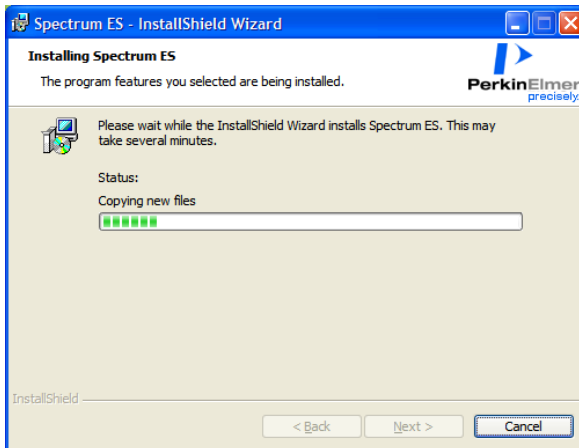 Spectrum ES - InstallShield Wizard
Installing Spectrum ES
The program features you selected are being installed.
PerkinElmer
precisely.
Please wait while the InstallShield Wizard installs Spectrum ES. This may
take several minutes.
Status:
Copying new files
InstallShield
< Back
Next >
Cancel